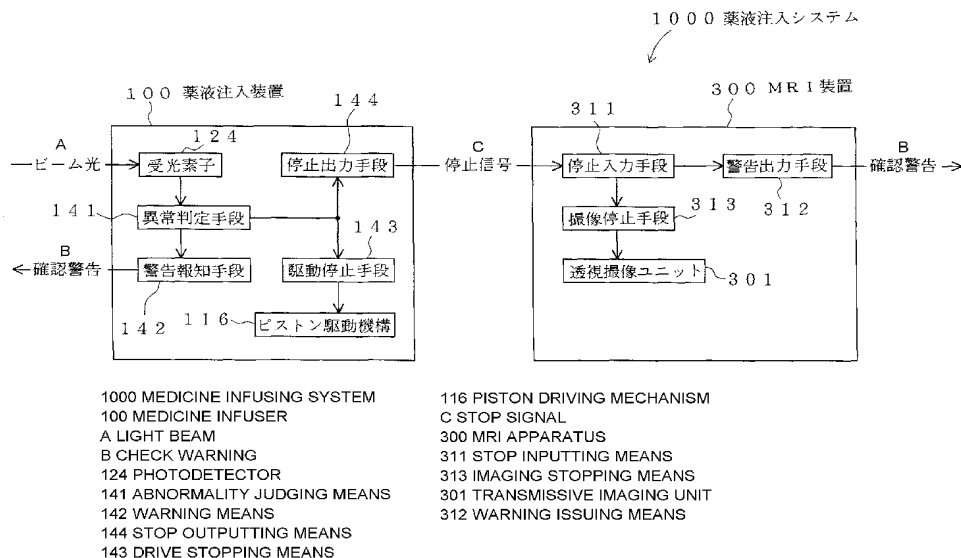 １０００ 薬液注入システム
１００ 薬液注入装置
１４４
３１１
３００ ＭＲＩ装置
１２４
A
ビーム光
受光素子
停止出力手段
C
停止信号
停止入力手段
警告出力手段
B
確認警告
１４１
異常判定手段
１４３
撮像停止手段
３１３
３１２
B
確認警告
警告報知手段
駆動停止手段
透視撮像ユニット
３０１
１４２
１１６
ピストン駆動機構
1000 MEDICINE INFUSING SYSTEM
100 MEDICINE INFUSER
A LIGHT BEAM
B CHECK WARNING
124 PHOTODETECTOR
141 ABNORMALITY JUDGING MEANS
142 WARNING MEANS
144 STOP OUTPUTTING MEANS
143 DRIVE STOPPING MEANS
116 PISTON DRIVING MECHANISM
C STOP SIGNAL
300 MRI APPARATUS
311 STOP INPUTTING MEANS
313 IMAGING STOPPING MEANS
301 TRANSMISSIVE IMAGING UNIT
312 WARNING ISSUING MEANS